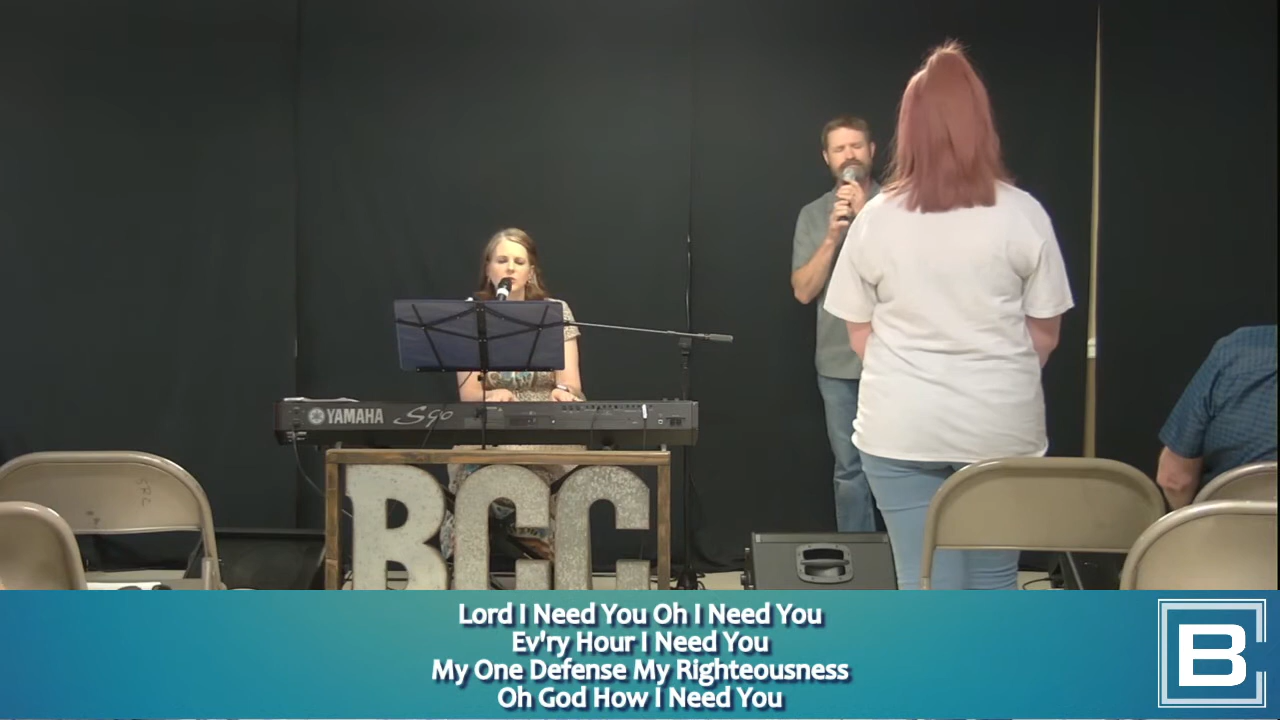 YAMAHA S90
BCC
Lord I Need You Oh I Need You
Ev'ry Hour I Need You
My One Defense My Righteousness
Oh God How I Need You
B